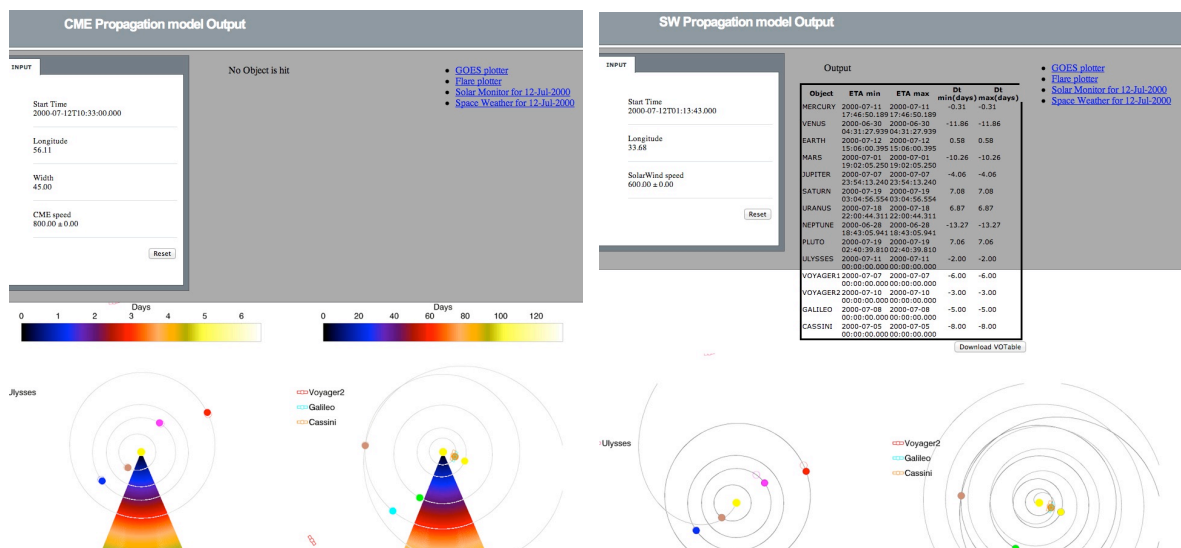 CME Propagation model Output
INPUT
Start Time
2000-07-12T10:33:00.000
Longitude
56.11
Width
45.00
CME speed
800.00 ± 0.00
Reset
No Object is hit
GOES plotter
Flare plotter
Solar Monitor for 12-Jul-2000
Space Weather for 12-Jul-2000
Days
0 1 2 3 4 5 6
Days
0 20 40 60 80 100 120
Ulysses
Voyager2
Galileo
Cassini
SW Propagation model Output
INPUT
Start Time
2000-07-12T01:13:43.000
Longitude
33.68
SolarWind speed
600.00 ± 0.00
Reset
Output
Object ETA min ETA max Dt min(days) Dt max(days)
MERCURY 2000-07-11 2000-07-11 -0.31 -0.31
17:46:50.189 17:46:50.189
VENUS 2000-06-30 2000-06-30 -11.86 -11.86
04:31:27.939 04:31:27.939
EARTH 2000-07-12 2000-07-12 0.58 0.58
15:06:00.395 15:06:00.395
MARS 2000-07-01 2000-07-01 -10.26 -10.26
19:02:05.250 19:02:05.250
JUPITER 2000-07-07 2000-07-07 -4.06 -4.06
23:54:13.240 23:54:13.240
SATURN 2000-07-19 2000-07-19 7.08 7.08
03:04:56.554 03:04:56.554
URANUS 2000-07-18 2000-07-18 6.87 6.87
22:00:44.311 22:00:44.311
NEPTUNE 2000-06-28 2000-06-28 -13.27 -13.27
18:43:05.941 18:43:05.941
PLUTO 2000-07-19 2000-07-19 7.06 7.06
02:40:39.810 02:40:39.810
ULYSSES 2000-07-11 2000-07-11 -2.00 -2.00
00:00:00.000 00:00:00.000
VOYAGER1 2000-07-07 2000-07-07 -6.00 -6.00
00:00:00.000 00:00:00.000
VOYAGER2 2000-07-10 2000-07-10 -3.00 -3.00
00:00:00.000 00:00:00.000
GALILEO 2000-07-08 2000-07-08 -5.00 -5.00
00:00:00.000 00:00:00.000
CASSINI 2000-07-05 2000-07-05 -8.00 -8.00
00:00:00.000 00:00:00.000
Download VOTable
GOES plotter
Flare plotter
Solar Monitor for 12-Jul-2000
Space Weather for 12-Jul-2000
Ulysses
Voyager2
Galileo
Cassini